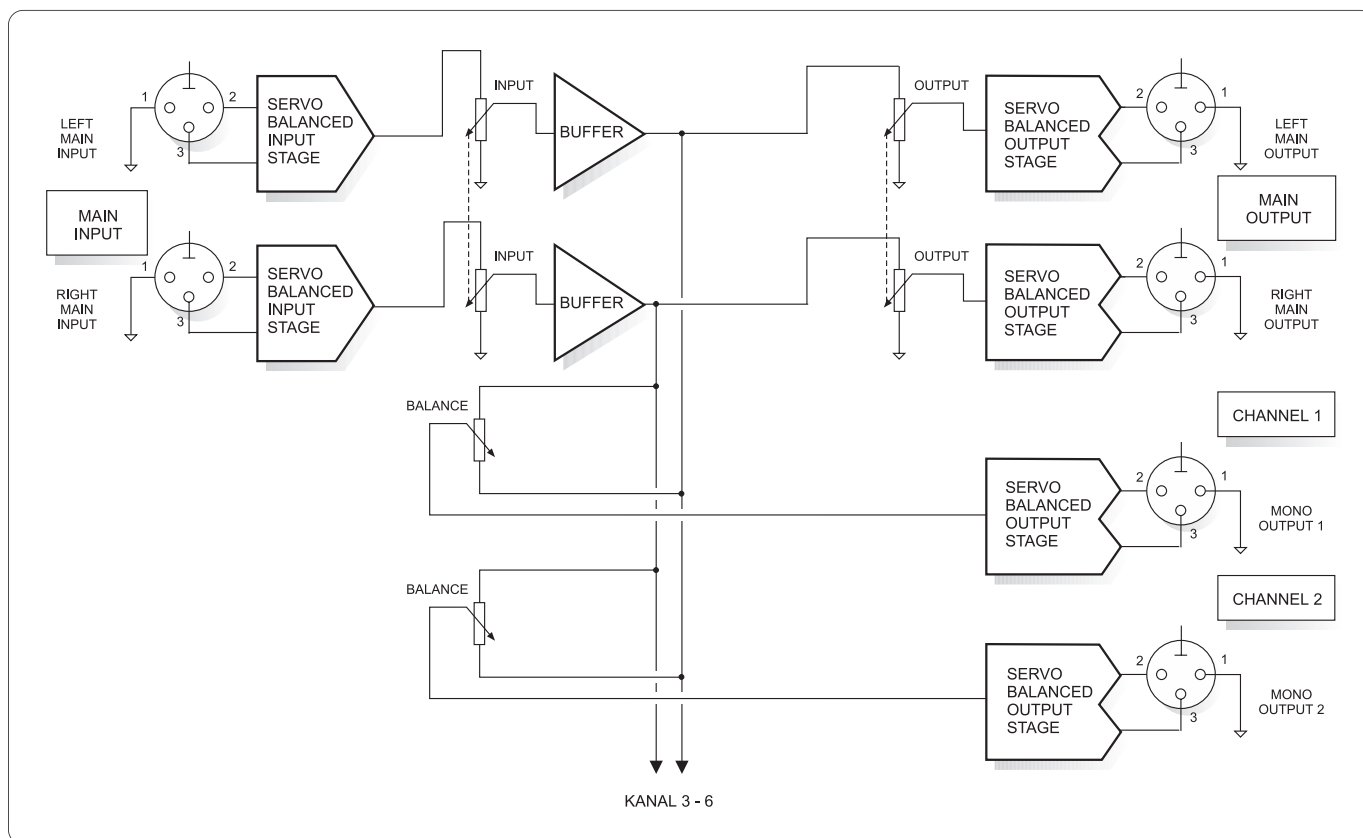 1
2
3
LEFT
MAIN
INPUT
SERVO
BALANCED
INPUT
STAGE
INPUT
BUFFER
OUTPUT
SERVO
BALANCED
OUTPUT
STAGE
2
1
3
LEFT
MAIN
OUTPUT
MAIN
INPUT
MAIN
OUTPUT
1
2
3
RIGHT
MAIN
INPUT
SERVO
BALANCED
INPUT
STAGE
INPUT
BUFFER
OUTPUT
SERVO
BALANCED
OUTPUT
STAGE
2
1
3
RIGHT
MAIN
OUTPUT
BALANCE
CHANNEL 1
SERVO
BALANCED
OUTPUT
STAGE
2
1
3
MONO
OUTPUT 1
BALANCE
CHANNEL 2
SERVO
BALANCED
OUTPUT
STAGE
2
1
3
MONO
OUTPUT 2
KANAL 3 - 6